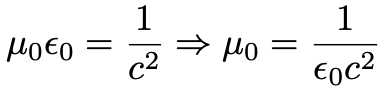 μ₀ϵ₀ = 1/c² ⇒ μ₀ = 1/(ϵ₀c²)